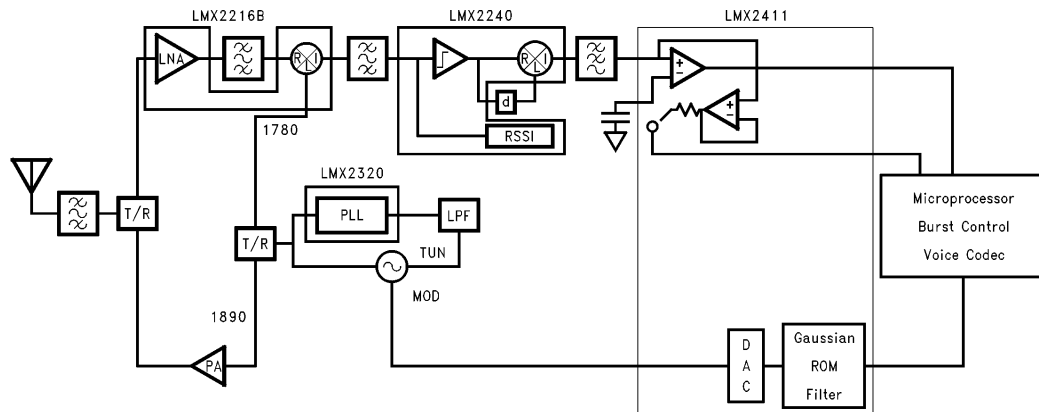 LMX2216B
LMX2240
LMX2411
LNA
R I
L
R I
L
d
RSSI
1780
LMX2320
T/R
PLL
LPF
T/R
TUN
MOD
Microprocessor
Burst Control
Voice Codec
1890
PA
D
A
C
Gaussian
ROM
Filter